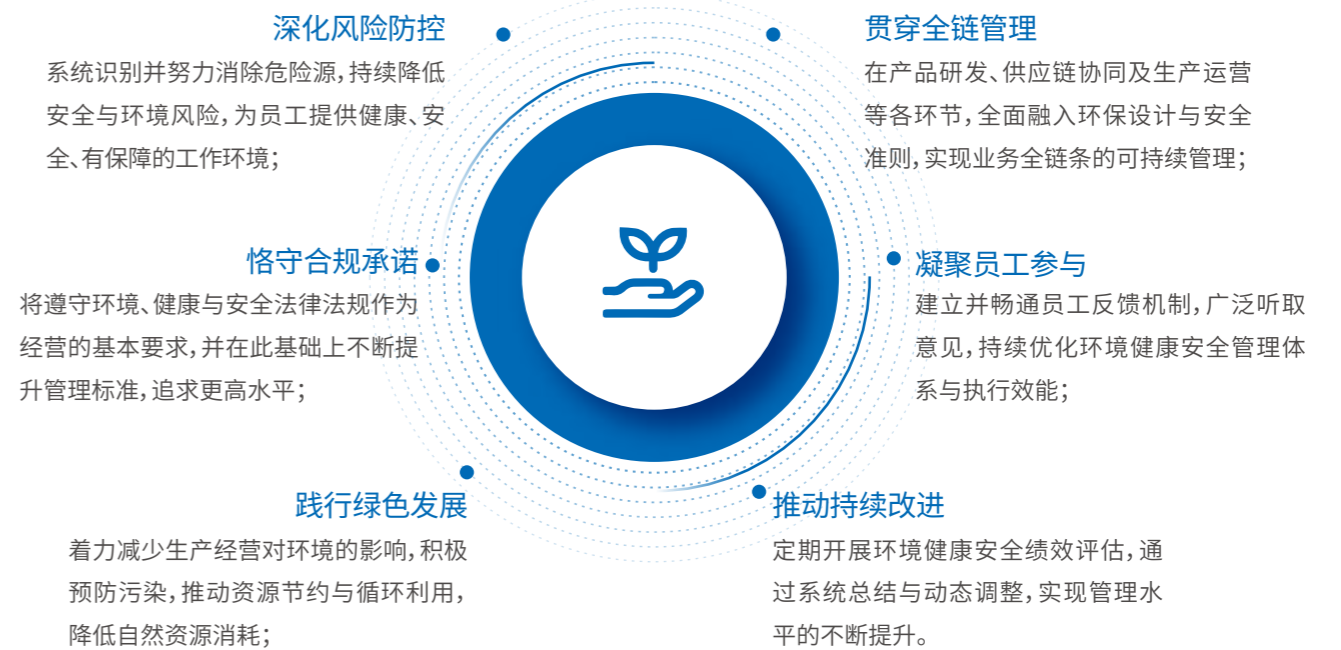 深化风险防控
系统识别并努力消除危险源,持续降低
安全与环境风险,为员工提供健康、安
全、有保障的工作环境;
恪守合规承诺
将遵守环境、健康与安全法律法规作为
经营的基本要求,并在此基础上不断提
升管理标准,追求更高水平;
践行绿色发展
着力减少生产经营对环境的影响,积极
预防污染,推动资源节约与循环利用,
降低自然资源消耗;
贯穿全链管理
在产品研发、供应链协同及生产运营
等各环节,全面融入环保设计与安全
准则,实现业务全链条的可持续管理;
凝聚员工参与
建立并畅通员工反馈机制,广泛听取
意见,持续优化环境健康安全管理体
系与执行效能;
推动持续改进
定期开展环境健康安全绩效评估,通
过系统总结与动态调整,实现管理水
平的不断提升。